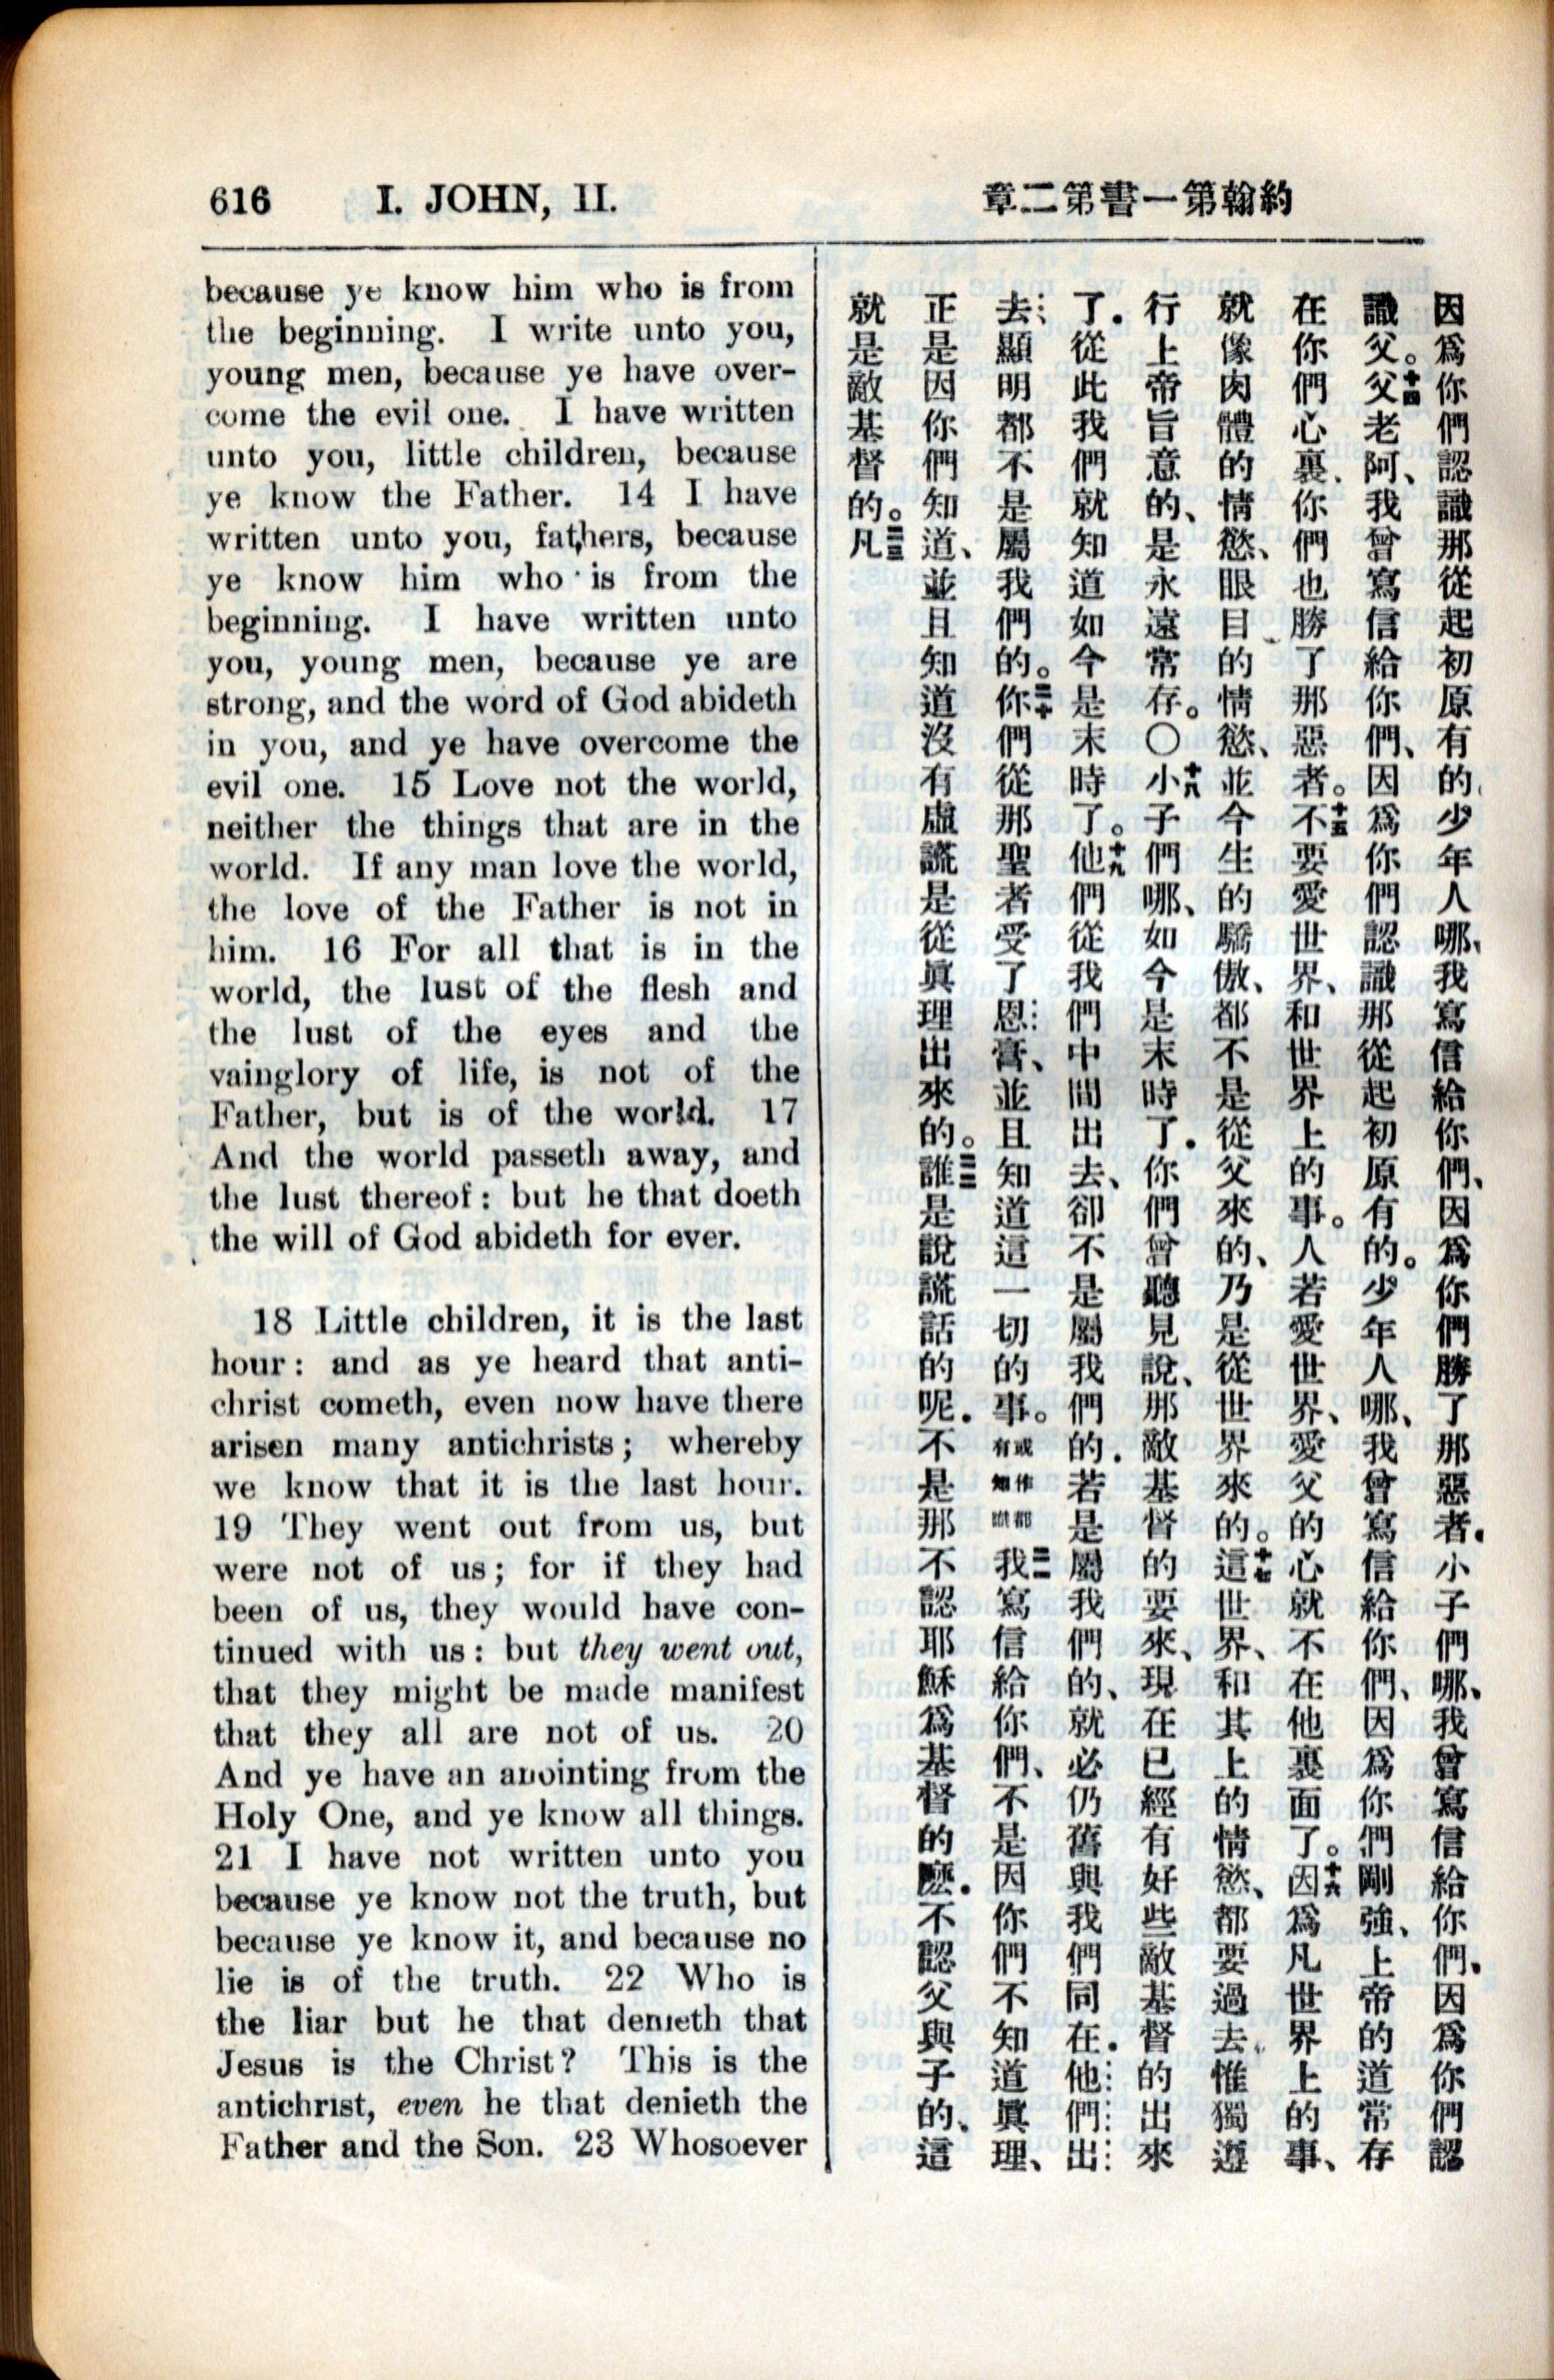 616 I. JOHN, II.
章二第書一第翰約
because ye know him who is from
the beginning. I write unto you,
young men, because ye have over-
come the evil one. I have written
unto you, little children, because
ye know the Father. 14 I have
written unto you, fathers, because
ye know him who is from the
beginning. I have written unto
you, young men, because ye are
strong, and the word of God abideth
in you, and ye have overcome the
evil one. 15 Love not the world,
neither the things that are in the
world. If any man love the world,
the love of the Father is not in
him. 16 For all that is in the
world, the lust of the flesh and
the lust of the eyes and the
vainglory of life, is not of the
Father, but is of the world. 17
And the world passeth away, and
the lust thereof: but he that doeth
the will of God abideth for ever.
18 Little children, it is the last
hour: and as ye heard that anti-
christ cometh, even now have there
arisen many antichrists; whereby
we know that it is the last hour.
19 They went out from us, but
were not of us; for if they had
been of us, they would have con-
tinued with us: but they went out,
that they might be made manifest
that they all are not of us. 20
And ye have an anointing from the
Holy One, and ye know all things.
21 I have not written unto you
because ye know not the truth, but
because ye know it, and because no
lie is of the truth. 22 Who is
the liar but he that denieth that
Jesus is the Christ? This is the
antichrist, even he that denieth the
Father and the Son. 23 Whosoever
因爲你們認識那從起初原有的、少年人哪、我寫信給你們、因爲你們勝了那惡者.小子們哪、我曾寫信給你們.因爲你們認
識父。十四父老阿、我曾寫信給你們、因爲你們認識那從起初原有的。少年人哪、我曾寫信給你們、因爲你們剛強、上帝的道常存
在你們心裏、你們也勝了那惡者。十五不要愛世界、和世界上的事。人若愛世界、愛父的心就不在他裏面了。十六因爲凡世界上的事、
就像肉體的情慾、眼目的情慾、並今生的驕傲、都不是從父來的、乃是從世界來的。十七這世界、和其上的情慾、都要過去、惟獨遵
行上帝旨意的、是永遠常存。〇十八小子們哪、如今是末時了.你們曾聽見說、那敵基督的要來、現在已經有好些敵基督的出來
了.從此我們就知道如今是末時了。十九他們從我們中間出去、卻不是屬我們的.若是屬我們的、就必仍舊與我們同在.他們出
去顯明都不是屬我們的。二十你們從那聖者受了恩膏、並且知道這一切的事。或作都有知識二一我寫信給你們、不是因你們不知道眞理、
正是因你們知道、並且知道沒有虛謊是從眞理出來的。二二誰是說謊話的呢.不是那不認耶穌爲基督的麽.不認父與子的、這
就是敵基督的。二三凡